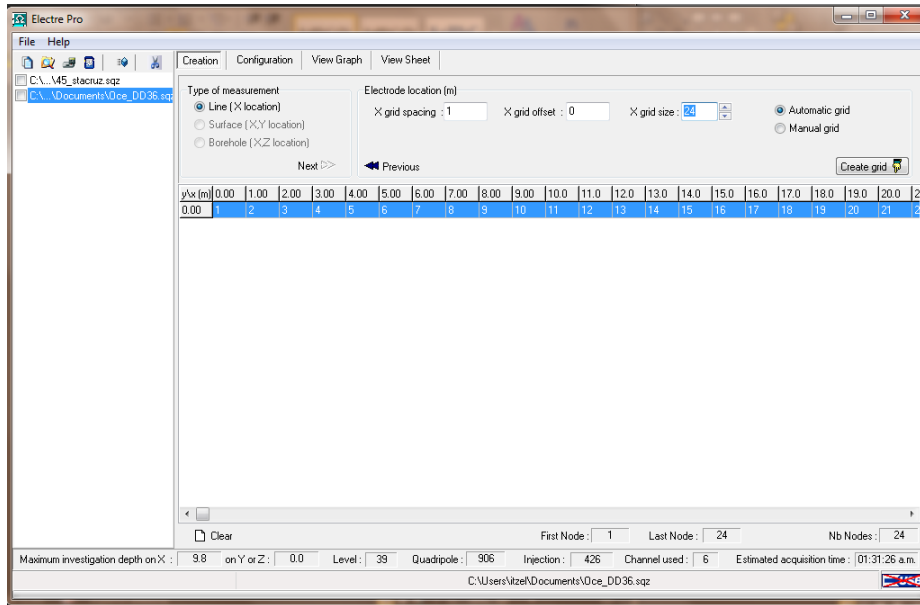 Electre Pro
File Help
C:\...\45_stacruz.sqz
C:\...\Documents\Oce_DD36.sqz
Creation Configuration View Graph View Sheet
Type of measurement
Line (X location)
Surface (X,Y location)
Borehole (X,Z location)
Next
Electrode location (m)
X grid spacing : 1 X grid offset : 0 X grid size : 24
Automatic grid
Manual grid
Previous
Create grid
y\x (m) 0.00 1.00 2.00 3.00 4.00 5.00 6.00 7.00 8.00 9.00 10.0 11.0 12.0 13.0 14.0 15.0 16.0 17.0 18.0 19.0 20.0 2
0.00 1 2 3 4 5 6 7 8 9 10 11 12 13 14 15 16 17 18 19 20 21 2
Clear First Node : 1 Last Node : 24 Nb Nodes : 24
Maximum investigation depth on X : 9.8 on Y or Z : 0.0 Level : 39 Quadripole : 906 Injection : 426 Channel used : 6 Estimated acquisition time : 01:31:26 a.m.
C:\Users\itzel\Documents\Oce_DD36.sqz